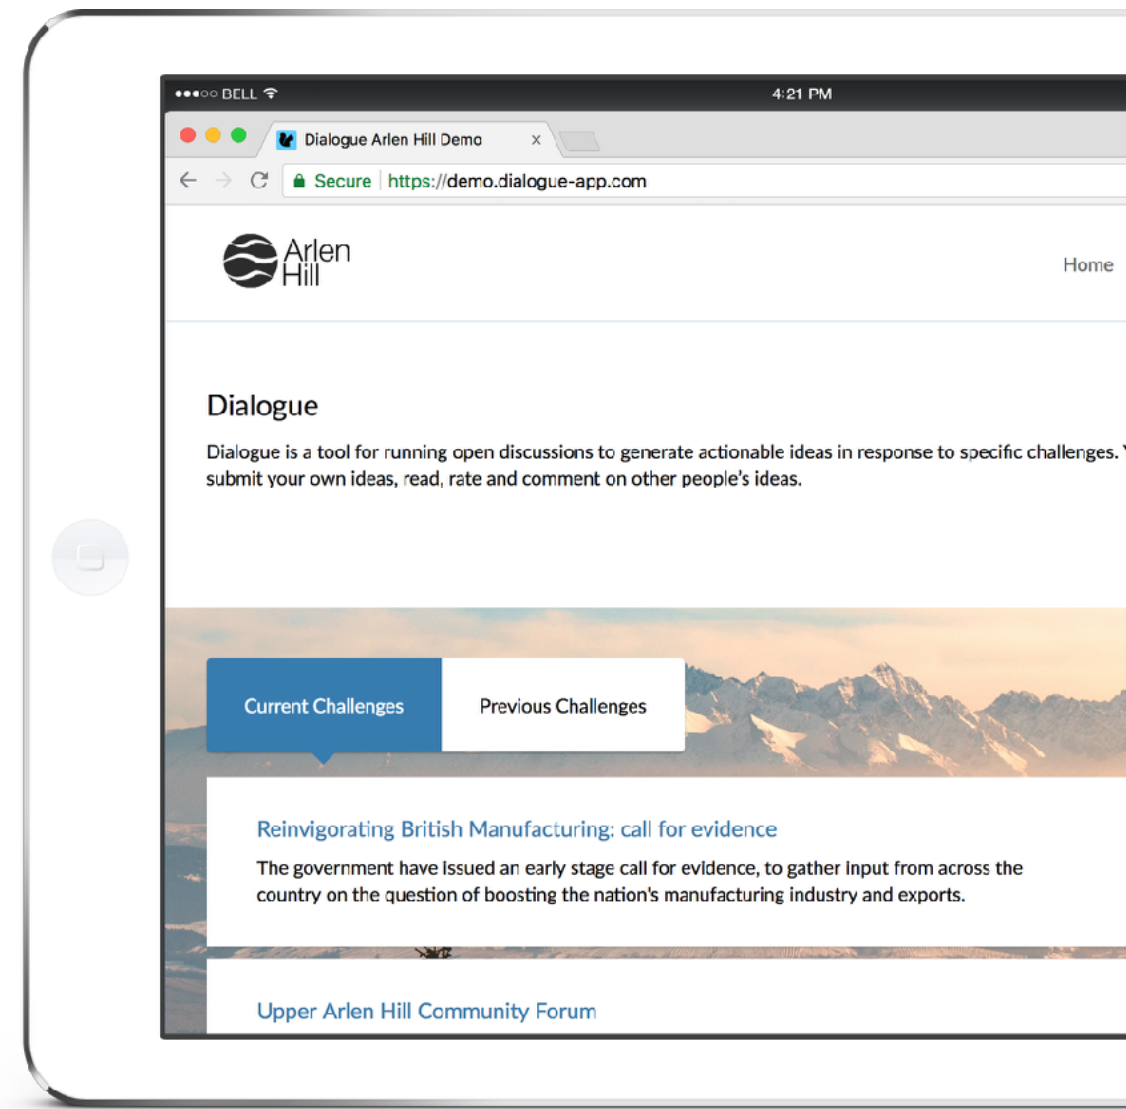 BELL
4:21 PM
Dialogue Arlen Hill Demo x
Secure https://demo.dialogue-app.com
Arlen
Hill
Home
Dialogue
Dialogue is a tool for running open discussions to generate actionable ideas in response to specific challenges.
submit your own ideas, read, rate and comment on other people's ideas.
Current Challenges
Previous Challenges
Reinvigorating British Manufacturing: call for evidence
The government have issued an early stage call for evidence, to gather input from across the
country on the question of boosting the nation's manufacturing industry and exports.
Upper Arlen Hill Community Forum